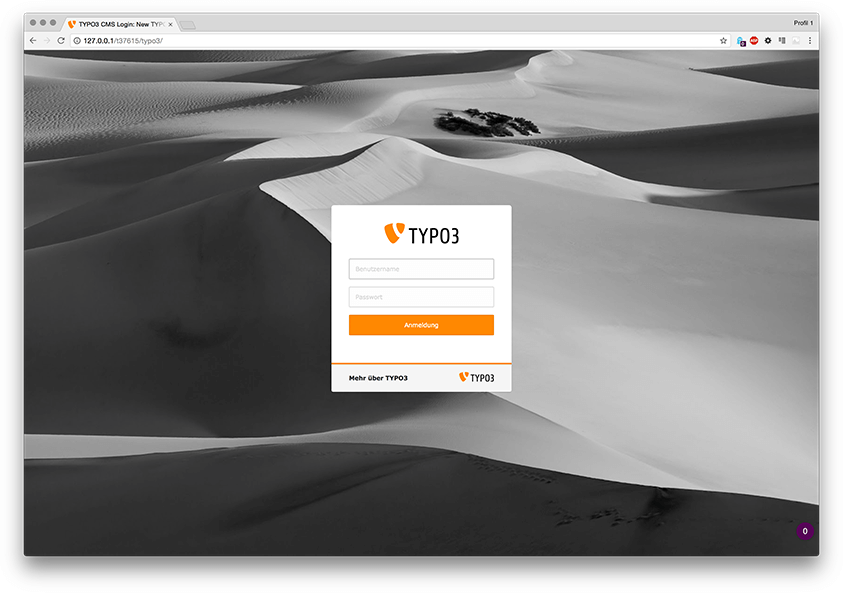 TYPO3 CMS Login: New TYPO
Profil 1
127.0.0.1/t37615/typo3/
TYPO3
Benutzername
Passwort
Anmeldung
Mehr über TYPO3
TYPO3
0